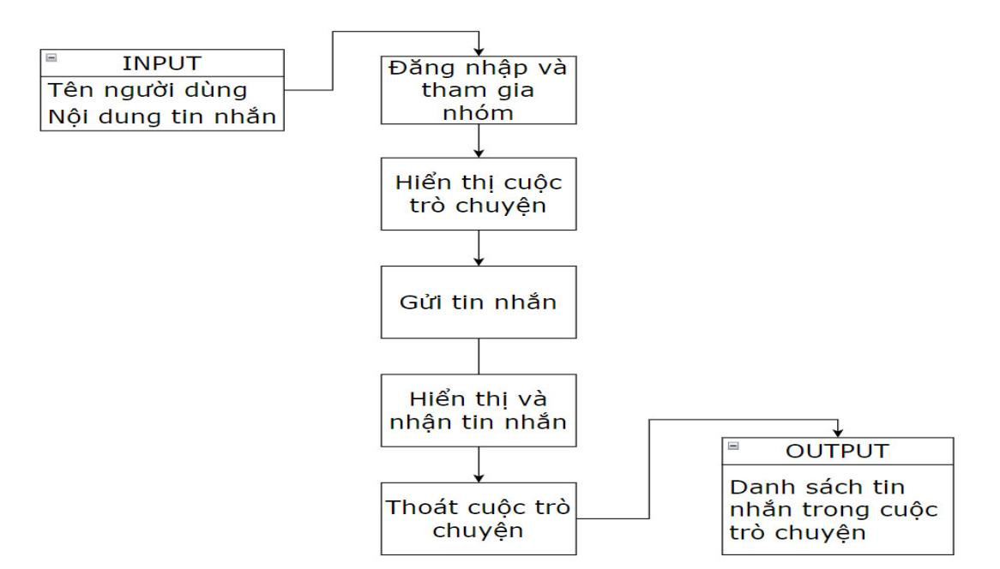 INPUT
Tên người dùng
Nội dung tin nhắn
Đăng nhập và
tham gia
nhóm
Hiển thị cuộc
trò chuyện
Gửi tin nhắn
Hiển thị và
nhận tin nhắn
Thoát cuộc trò
chuyện
OUTPUT
Danh sách tin
nhắn trong cuộc
trò chuyện